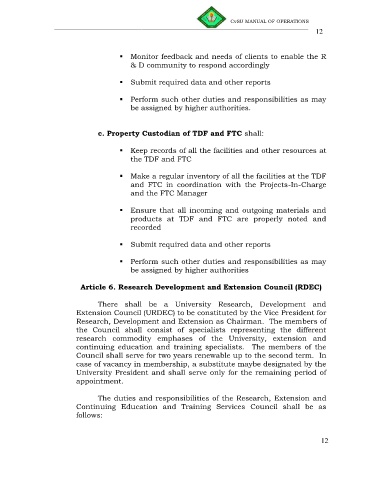 CvSU MANUAL OF OPERATIONS
12
▪ Monitor feedback and needs of clients to enable the R
& D community to respond accordingly
▪ Submit required data and other reports
▪ Perform such other duties and responsibilities as may
be assigned by higher authorities.
c. Property Custodian of TDF and FTC shall:
▪ Keep records of all the facilities and other resources at
the TDF and FTC
▪ Make a regular inventory of all the facilities at the TDF
and FTC in coordination with the Projects-In-Charge
and the FTC Manager
▪ Ensure that all incoming and outgoing materials and
products at TDF and FTC are properly noted and
recorded
▪ Submit required data and other reports
▪ Perform such other duties and responsibilities as may
be assigned by higher authorities
Article 6. Research Development and Extension Council (RDEC)
There shall be a University Research, Development and
Extension Council (URDEC) to be constituted by the Vice President for
Research, Development and Extension as Chairman. The members of
the Council shall consist of specialists representing the different
research commodity emphases of the University, extension and
continuing education and training specialists. The members of the
Council shall serve for two years renewable up to the second term. In
case of vacancy in membership, a substitute maybe designated by the
University President and shall serve only for the remaining period of
appointment.
The duties and responsibilities of the Research, Extension and
Continuing Education and Training Services Council shall be as
follows:
12